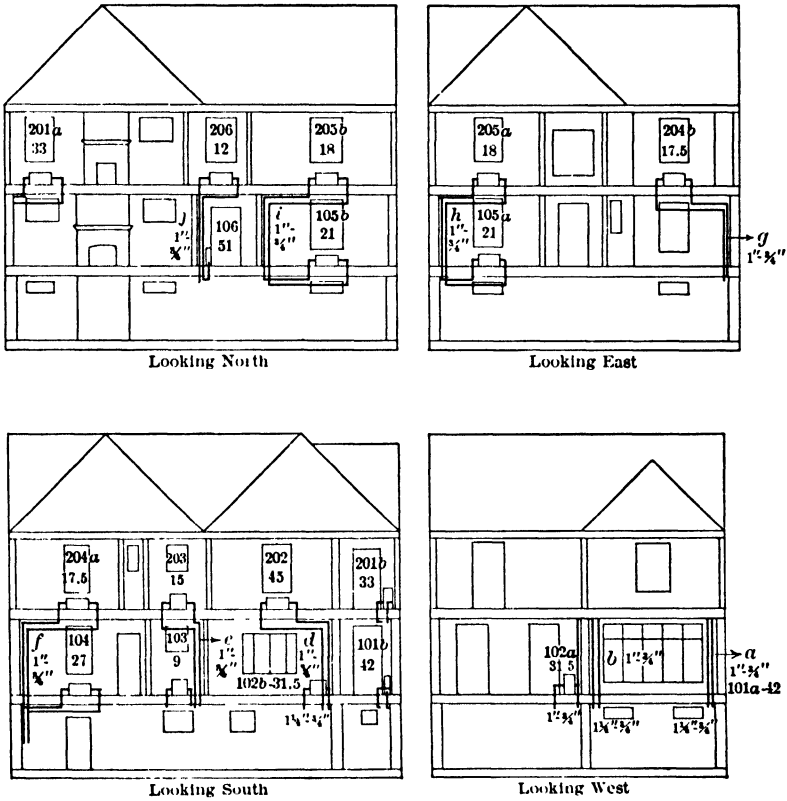 201a 206 205b
33 12 18
j i 105b
1"- 106 1"- 21
¾" 51 ¾"
Looking North
205a 204b
18 17.5
h 105a
1"- 21
¾"
g
1"-¾"
Looking East
204a 203 202 201b
17.5 15 45 33
f 104 103 e d 101b
1"- 27 9 1"- 1"- 42
¾" ¾" ¾"
102b-31.5
1¼"-¾"
Looking South
102a b 1"-¾" a
31.5 1"-¾"
101a-42
1"-¾" 1¼"-¾" 1¼"-¾"
Looking West